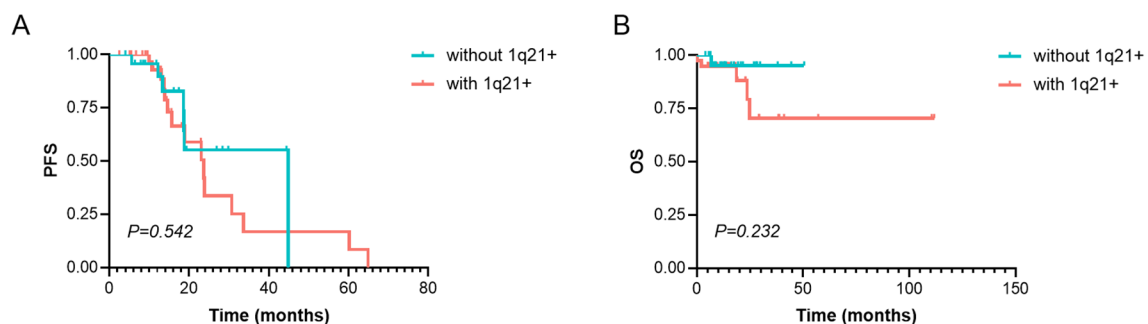 A
PFS
1.00
0.75
0.50
0.25
0.00
P=0.542
0
20
40
60
80
Time (months)
without 1q21+
with 1q21+
B
OS
1.00
0.75
0.50
0.25
0.00
P=0.232
0
50
100
150
Time (months)
without 1q21+
with 1q21+